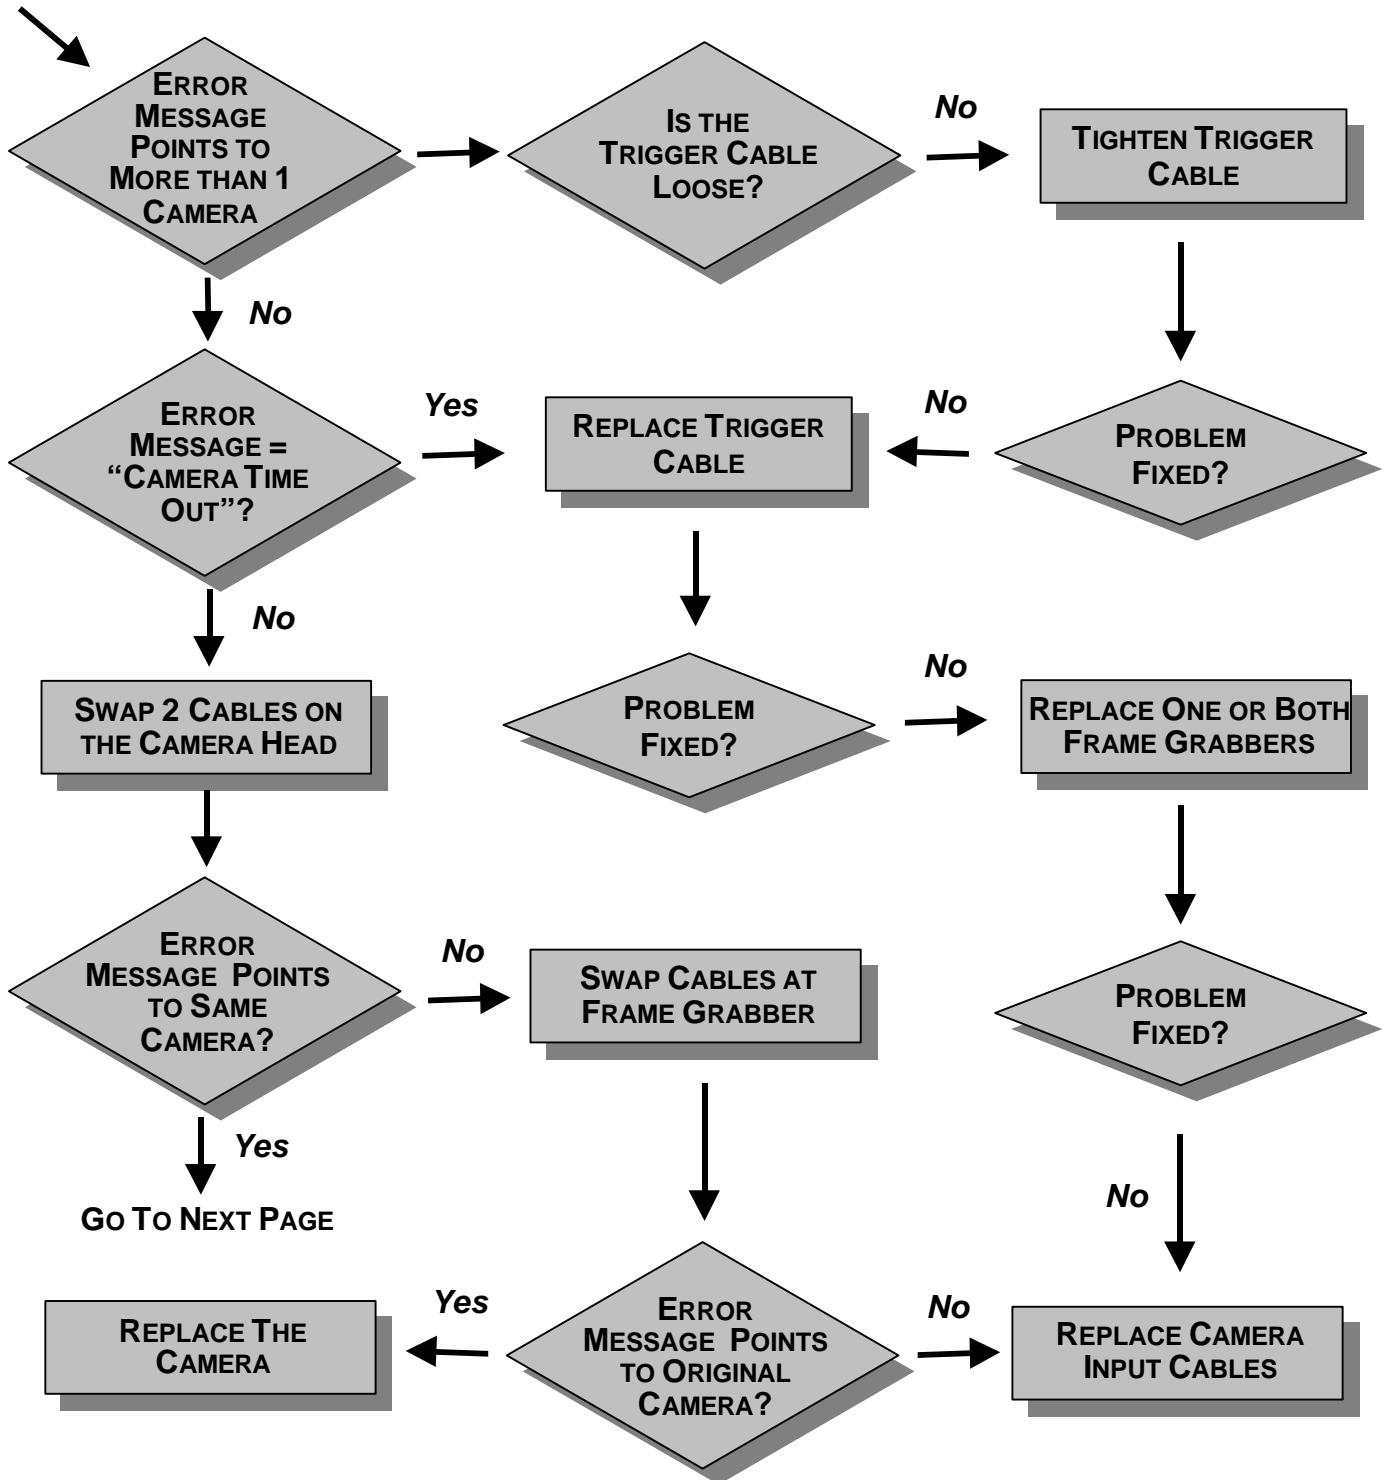 ERROR
MESSAGE
POINTS TO
MORE THAN 1
CAMERA
IS THE
TRIGGER CABLE
LOOSE?
No
TIGHTEN TRIGGER
CABLE
No
ERROR
MESSAGE =
“CAMERA TIME
OUT”?
Yes
REPLACE TRIGGER
CABLE
No
PROBLEM
FIXED?
No
SWAP 2 CABLES ON
THE CAMERA HEAD
PROBLEM
FIXED?
No
REPLACE ONE OR BOTH
FRAME GRABBERS
ERROR
MESSAGE POINTS
TO SAME
CAMERA?
No
SWAP CABLES AT
FRAME GRABBER
PROBLEM
FIXED?
Yes
GO TO NEXT PAGE
No
REPLACE THE
CAMERA
Yes
ERROR
MESSAGE POINTS
TO ORIGINAL
CAMERA?
No
REPLACE CAMERA
INPUT CABLES